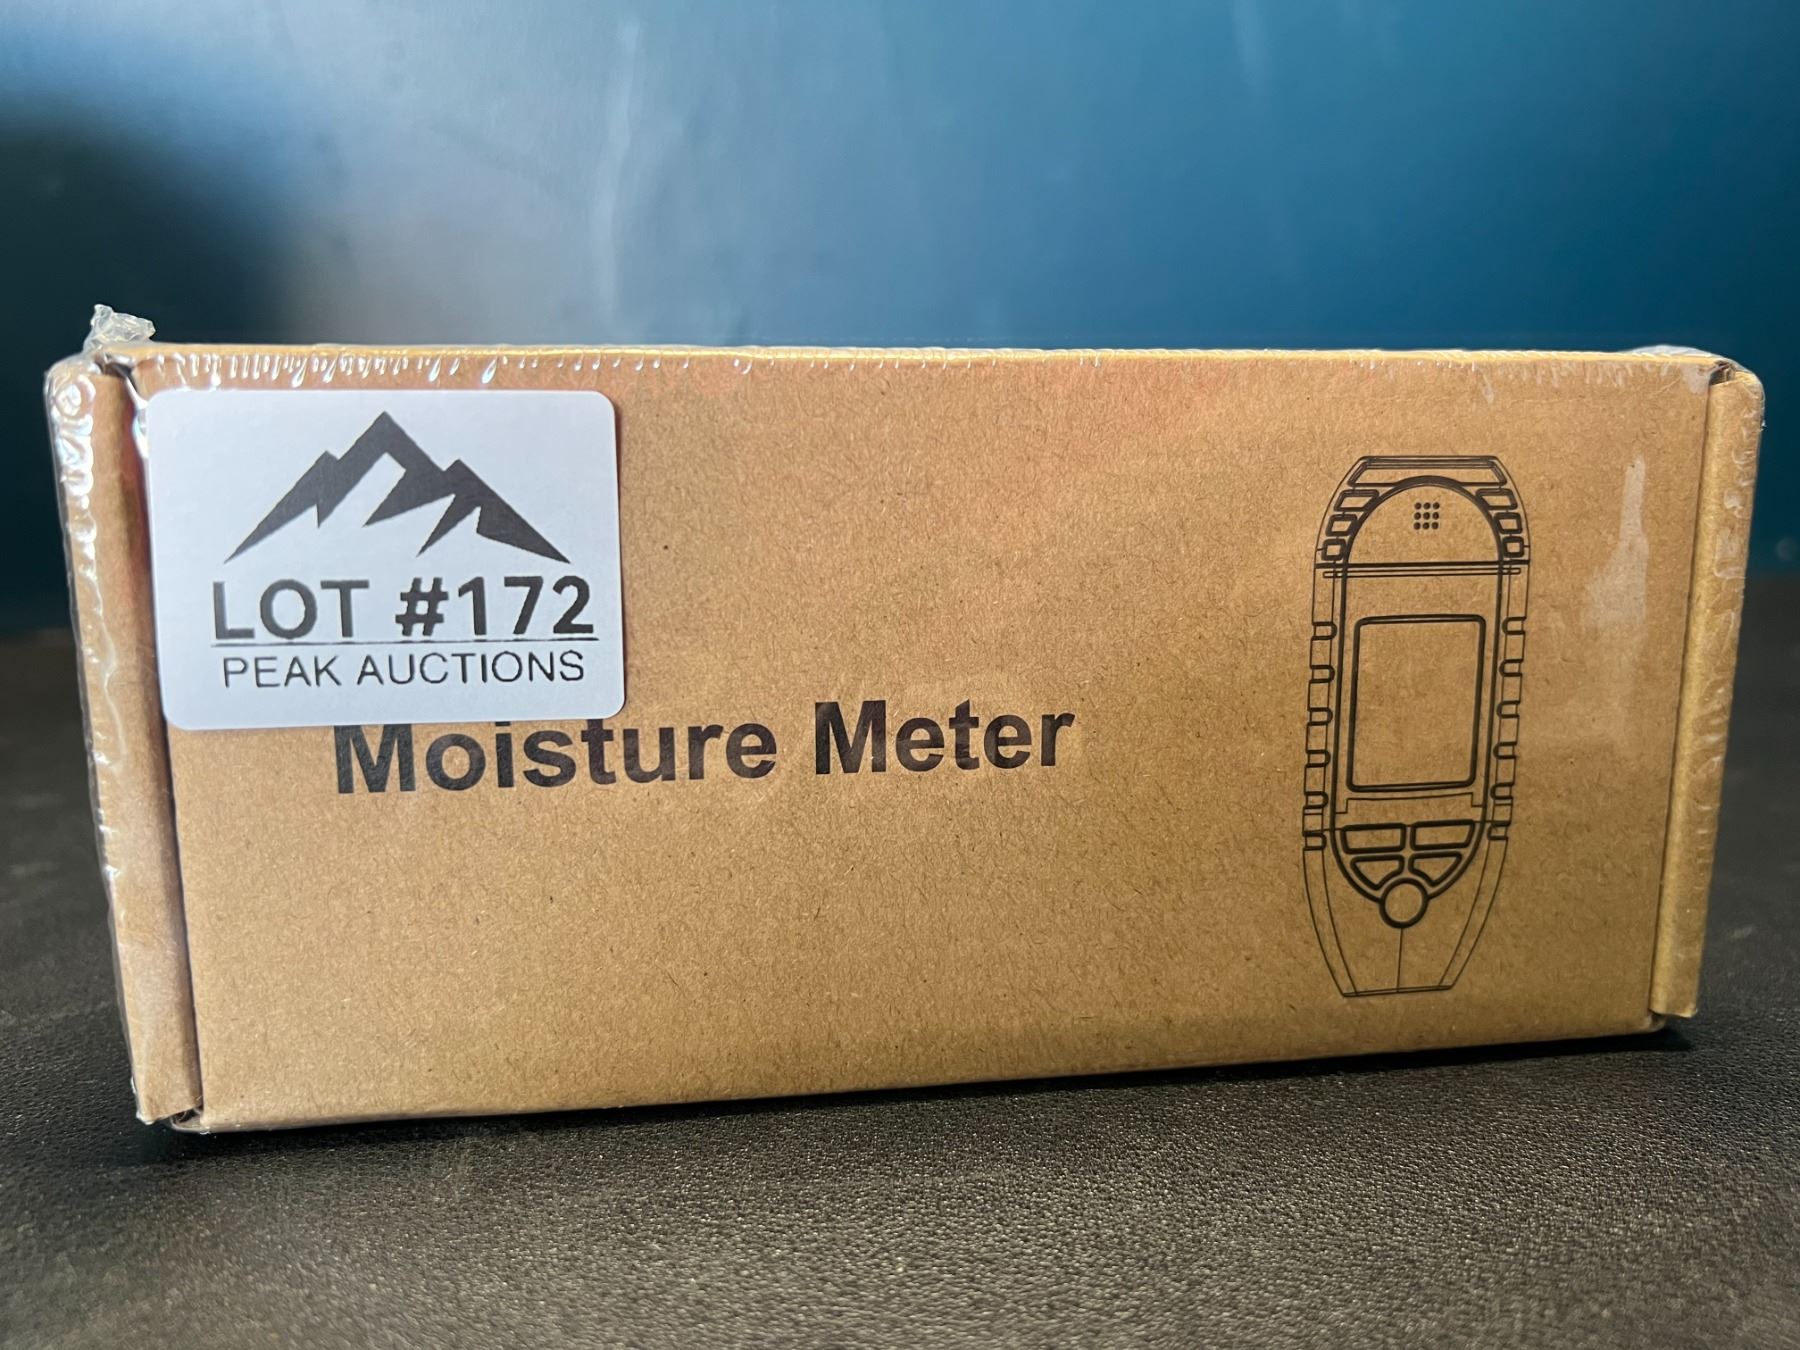 LOT #172
PEAK AUCTIONS
Moisture Meter